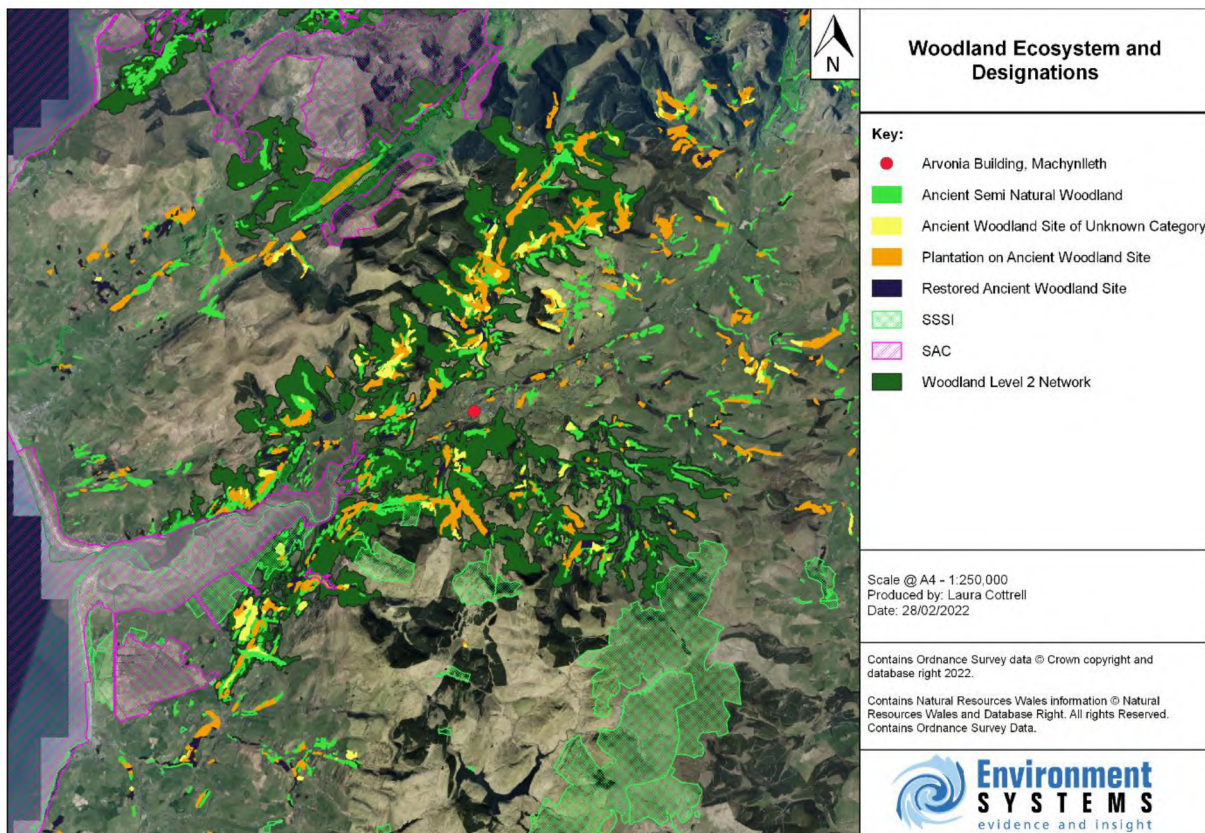 N
Woodland Ecosystem and
Designations
Key:
Arvonia Building, Machynlleth
Ancient Semi Natural Woodland
Ancient Woodland Site of Unknown Category
Plantation on Ancient Woodland Site
Restored Ancient Woodland Site
SSSI
SAC
Woodland Level 2 Network
Scale @ A4 - 1:250,000
Produced by: Laura Cottrell
Date: 28/02/2022
Contains Ordnance Survey data © Crown copyright and
database right 2022.
Contains Natural Resources Wales information © Natural
Resources Wales and Database Right. All rights Reserved.
Contains Ordnance Survey Data.
Environment
SYSTEMS
evidence and insight